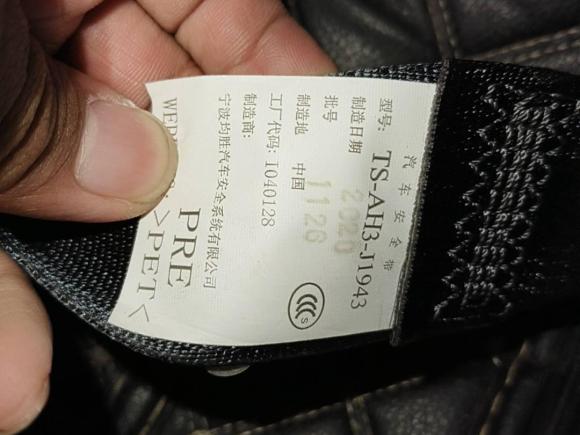 汽车安全带
型号: TS-AH3-J1943
制造日期 2020
批号 1120
制造地 中国
工厂代码: 1040128
制造商:
宁波均胜汽车安全系统有限公司
PRE
>PET<